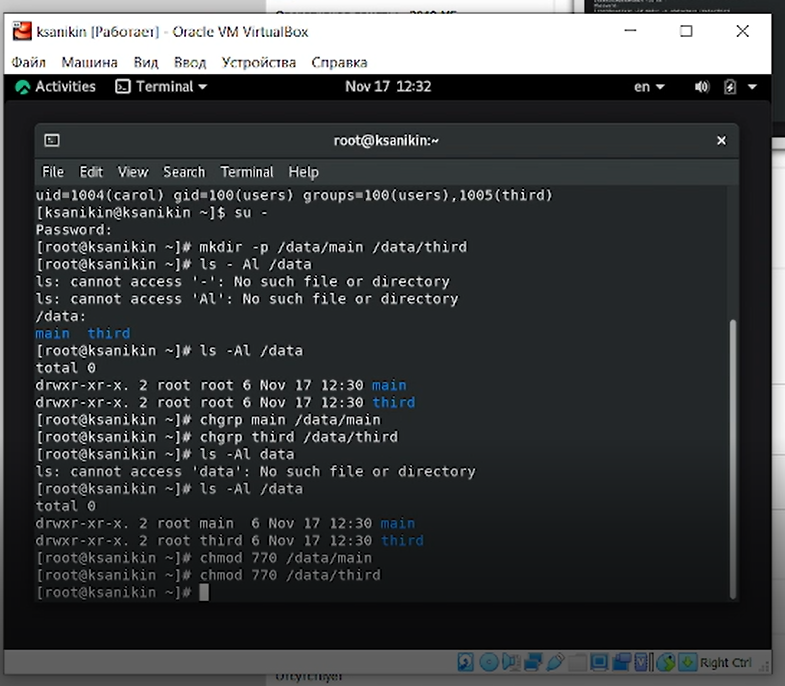 ksanikin [Работает] - Oracle VM VirtualBox
Файл Машина Вид Ввод Устройства Справка
Activities Terminal Nov 17 12:32 en
root@ksanikin:~
File Edit View Search Terminal Help
uid=1004(carol) gid=100(users) groups=100(users),1005(third)
[ksanikin@ksanikin ~]$ su -
Password:
[root@ksanikin ~]# mkdir -p /data/main /data/third
[root@ksanikin ~]# ls - Al /data
ls: cannot access '-': No such file or directory
ls: cannot access 'Al': No such file or directory
/data:
main third
[root@ksanikin ~]# ls -Al /data
total 0
drwxr-xr-x. 2 root root 6 Nov 17 12:30 main
drwxr-xr-x. 2 root root 6 Nov 17 12:30 third
[root@ksanikin ~]# chgrp main /data/main
[root@ksanikin ~]# chgrp third /data/third
[root@ksanikin ~]# ls -Al data
ls: cannot access 'data': No such file or directory
[root@ksanikin ~]# ls -Al /data
total 0
drwxr-xr-x. 2 root main  6 Nov 17 12:30 main
drwxr-xr-x. 2 root third 6 Nov 17 12:30 third
[root@ksanikin ~]# chmod 770 /data/main
[root@ksanikin ~]# chmod 770 /data/third
[root@ksanikin ~]#
Right Ctrl